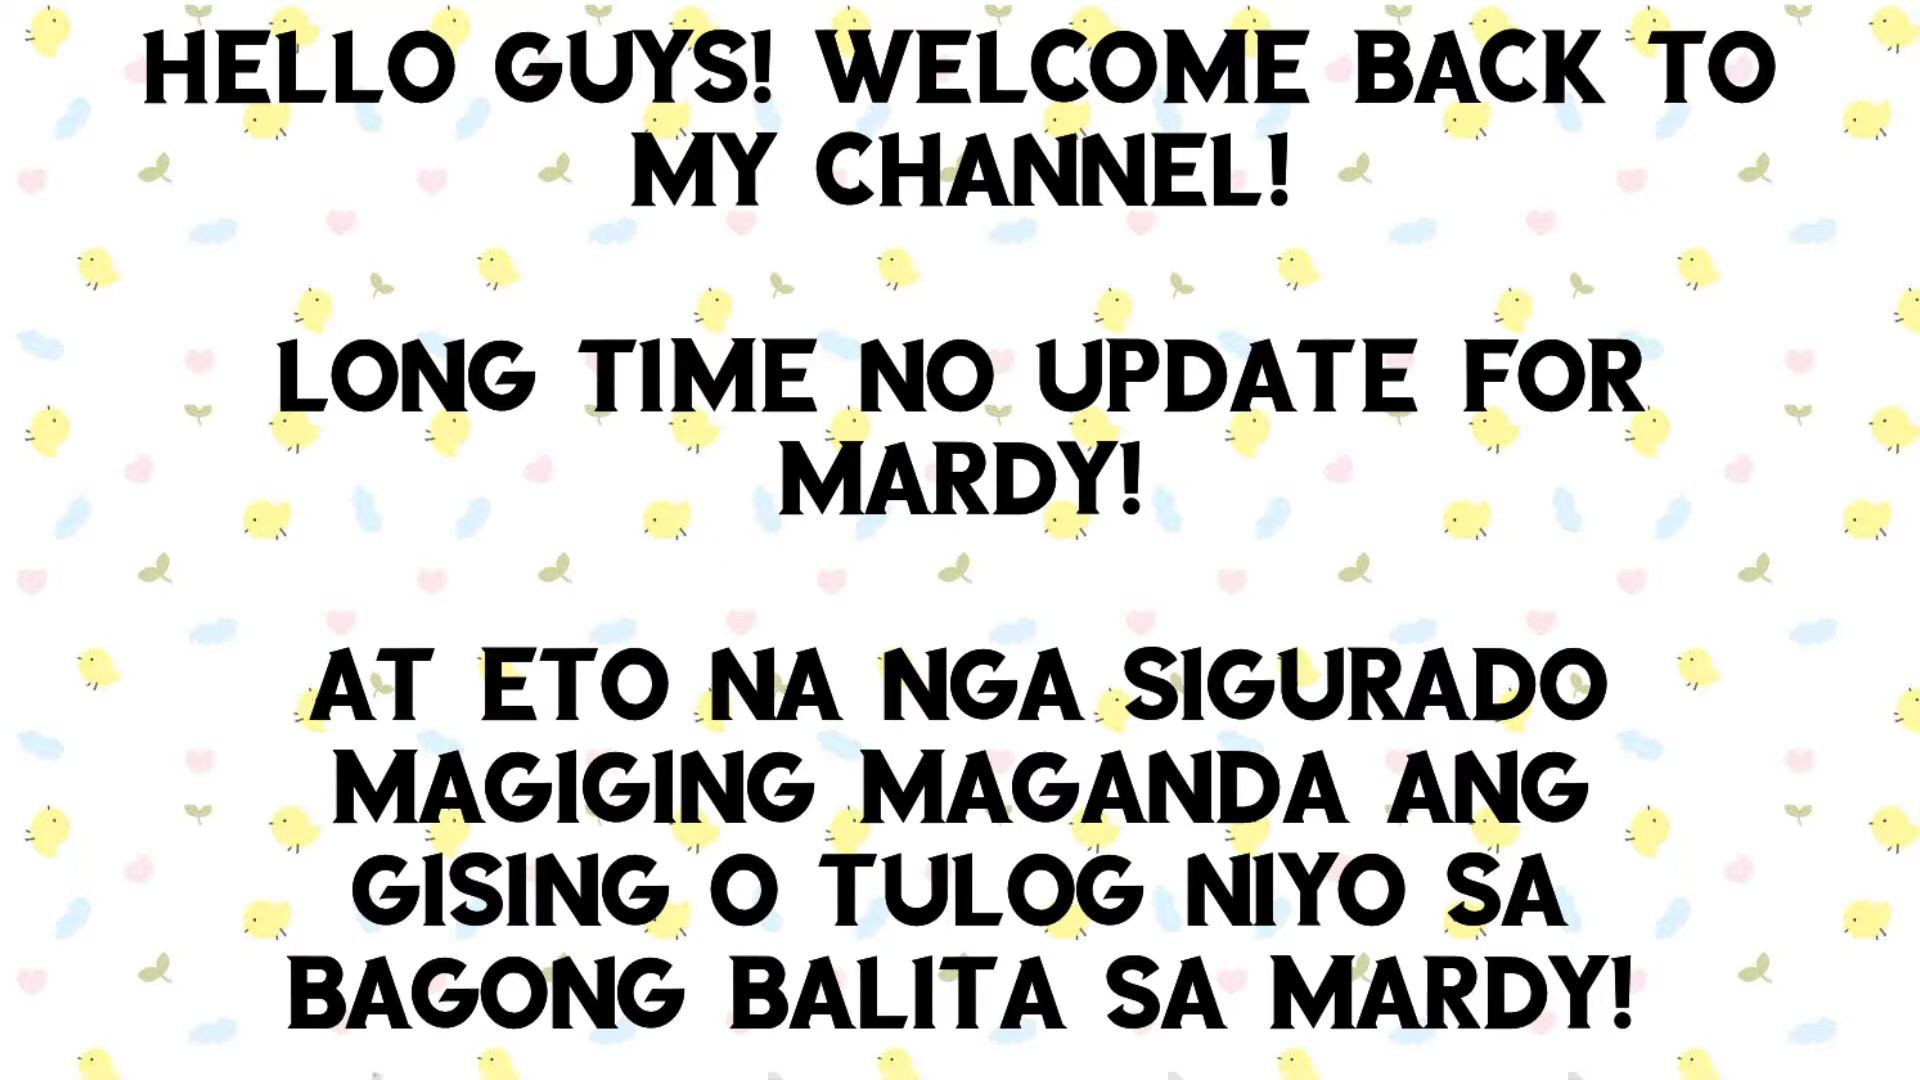 HELLO GUYS! WELCOME BACK TO
MY CHANNEL!
LONG TIME NO UPDATE FOR
MARDY!
AT ETO NA NGA SIGURADO
MAGIGING MAGANDA ANG
GISING O TULOG NIYO SA
BAGONG BALITA SA MARDY!